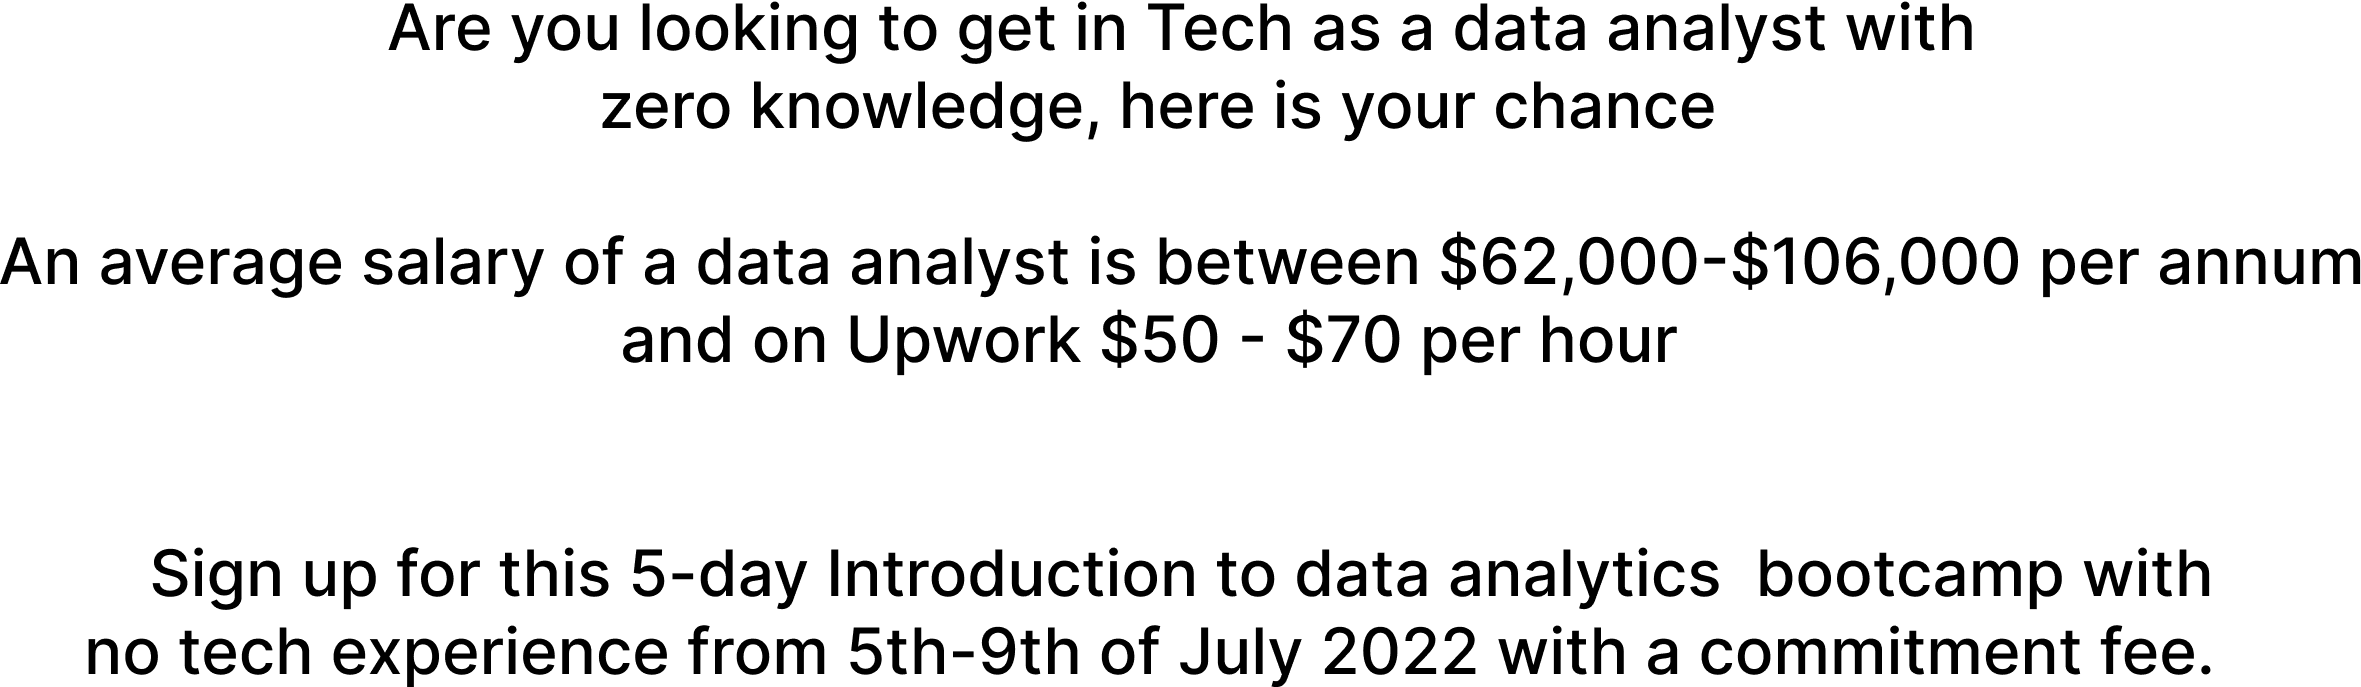 Are you looking to get in Tech as a data analyst with
zero knowledge, here is your chance
An average salary of a data analyst is between $62,000-$106,000 per annum
and on Upwork $50 - $70 per hour
Sign up for this 5-day Introduction to data analytics  bootcamp with
no tech experience from 5th-9th of July 2022 with a commitment fee.